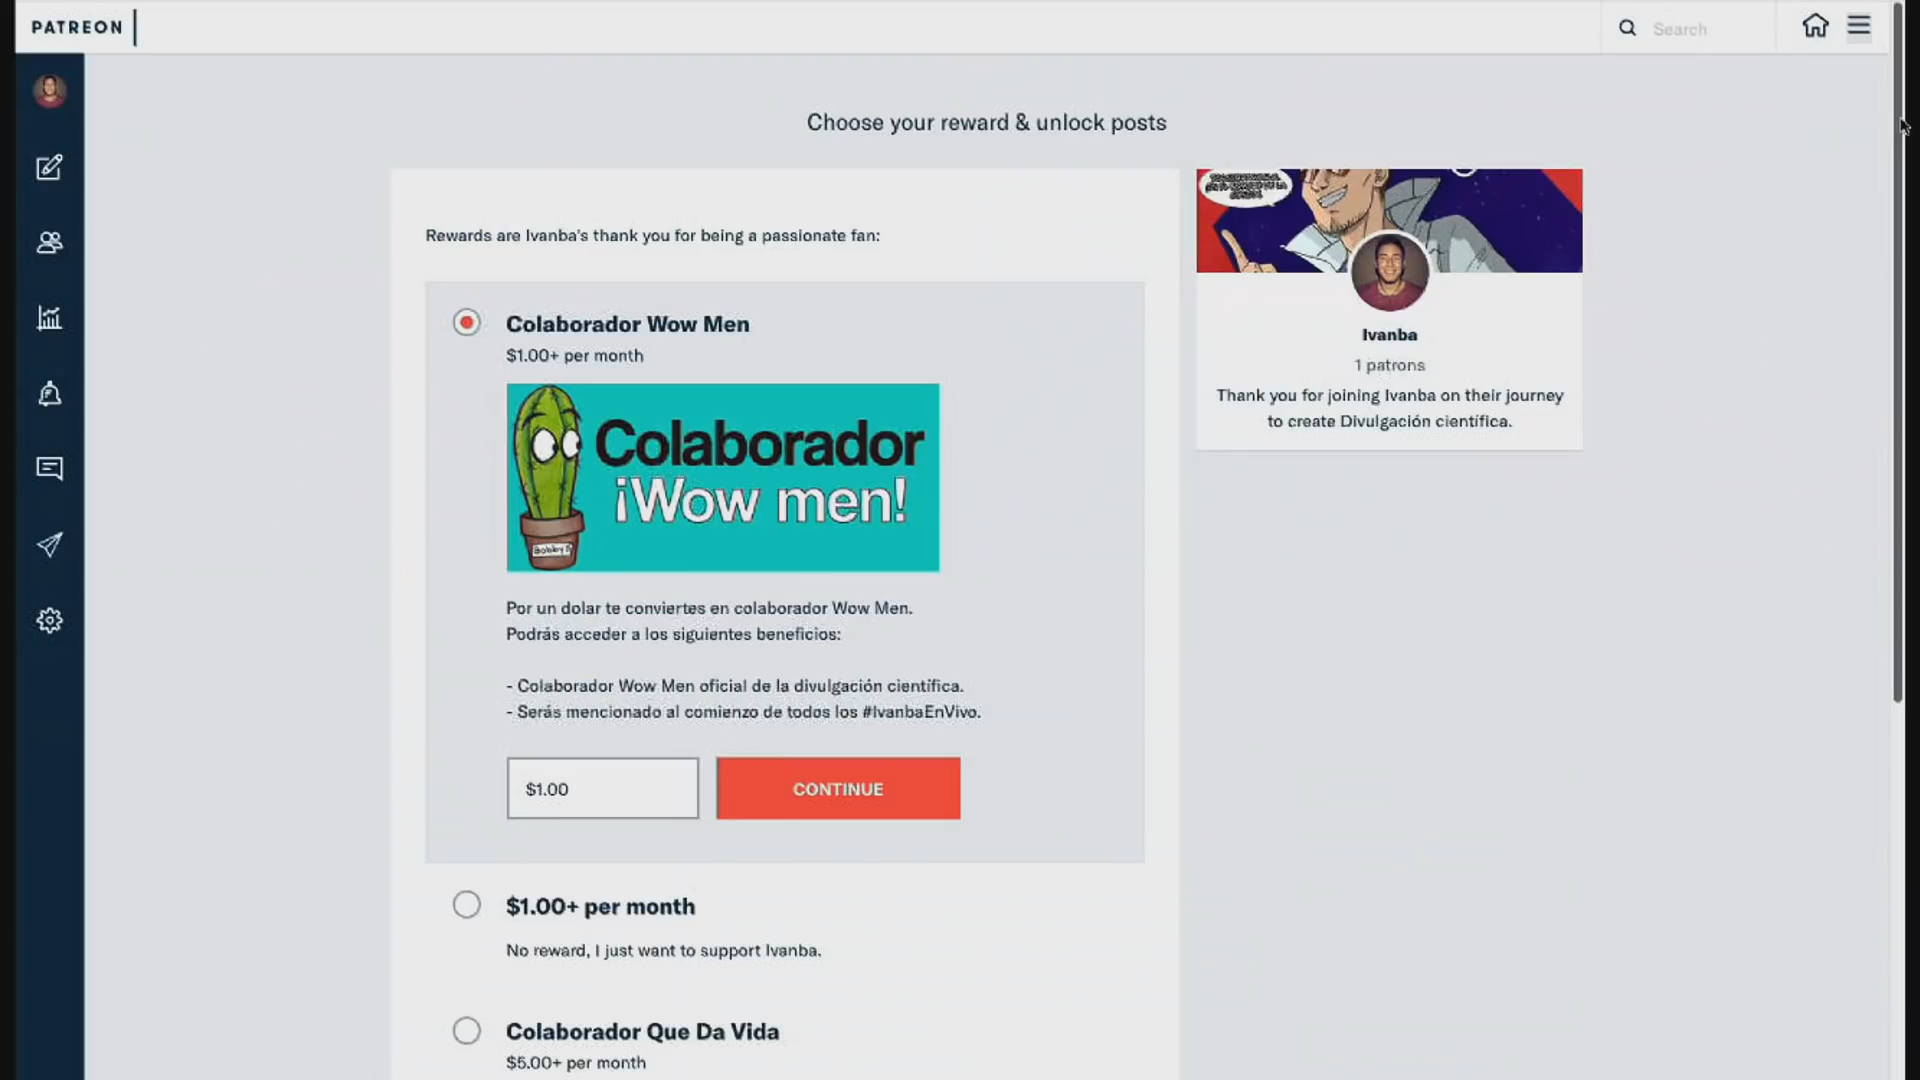 PATREON
Search
Choose your reward & unlock posts
Rewards are Ivanba's thank you for being a passionate fan:
Colaborador Wow Men
$1.00+ per month
Colaborador
¡Wow men!
Por un dolar te conviertes en colaborador Wow Men.
Podrás acceder a los siguientes beneficios:
- Colaborador Wow Men oficial de la divulgación científica.
- Serás mencionado al comienzo de todos los #IvanbaEnVivo.
$1.00
CONTINUE
$1.00+ per month
No reward, I just want to support Ivanba.
Colaborador Que Da Vida
$5.00+ per month
Ivanba
1 patrons
Thank you for joining Ivanba on their journey
to create Divulgación científica.